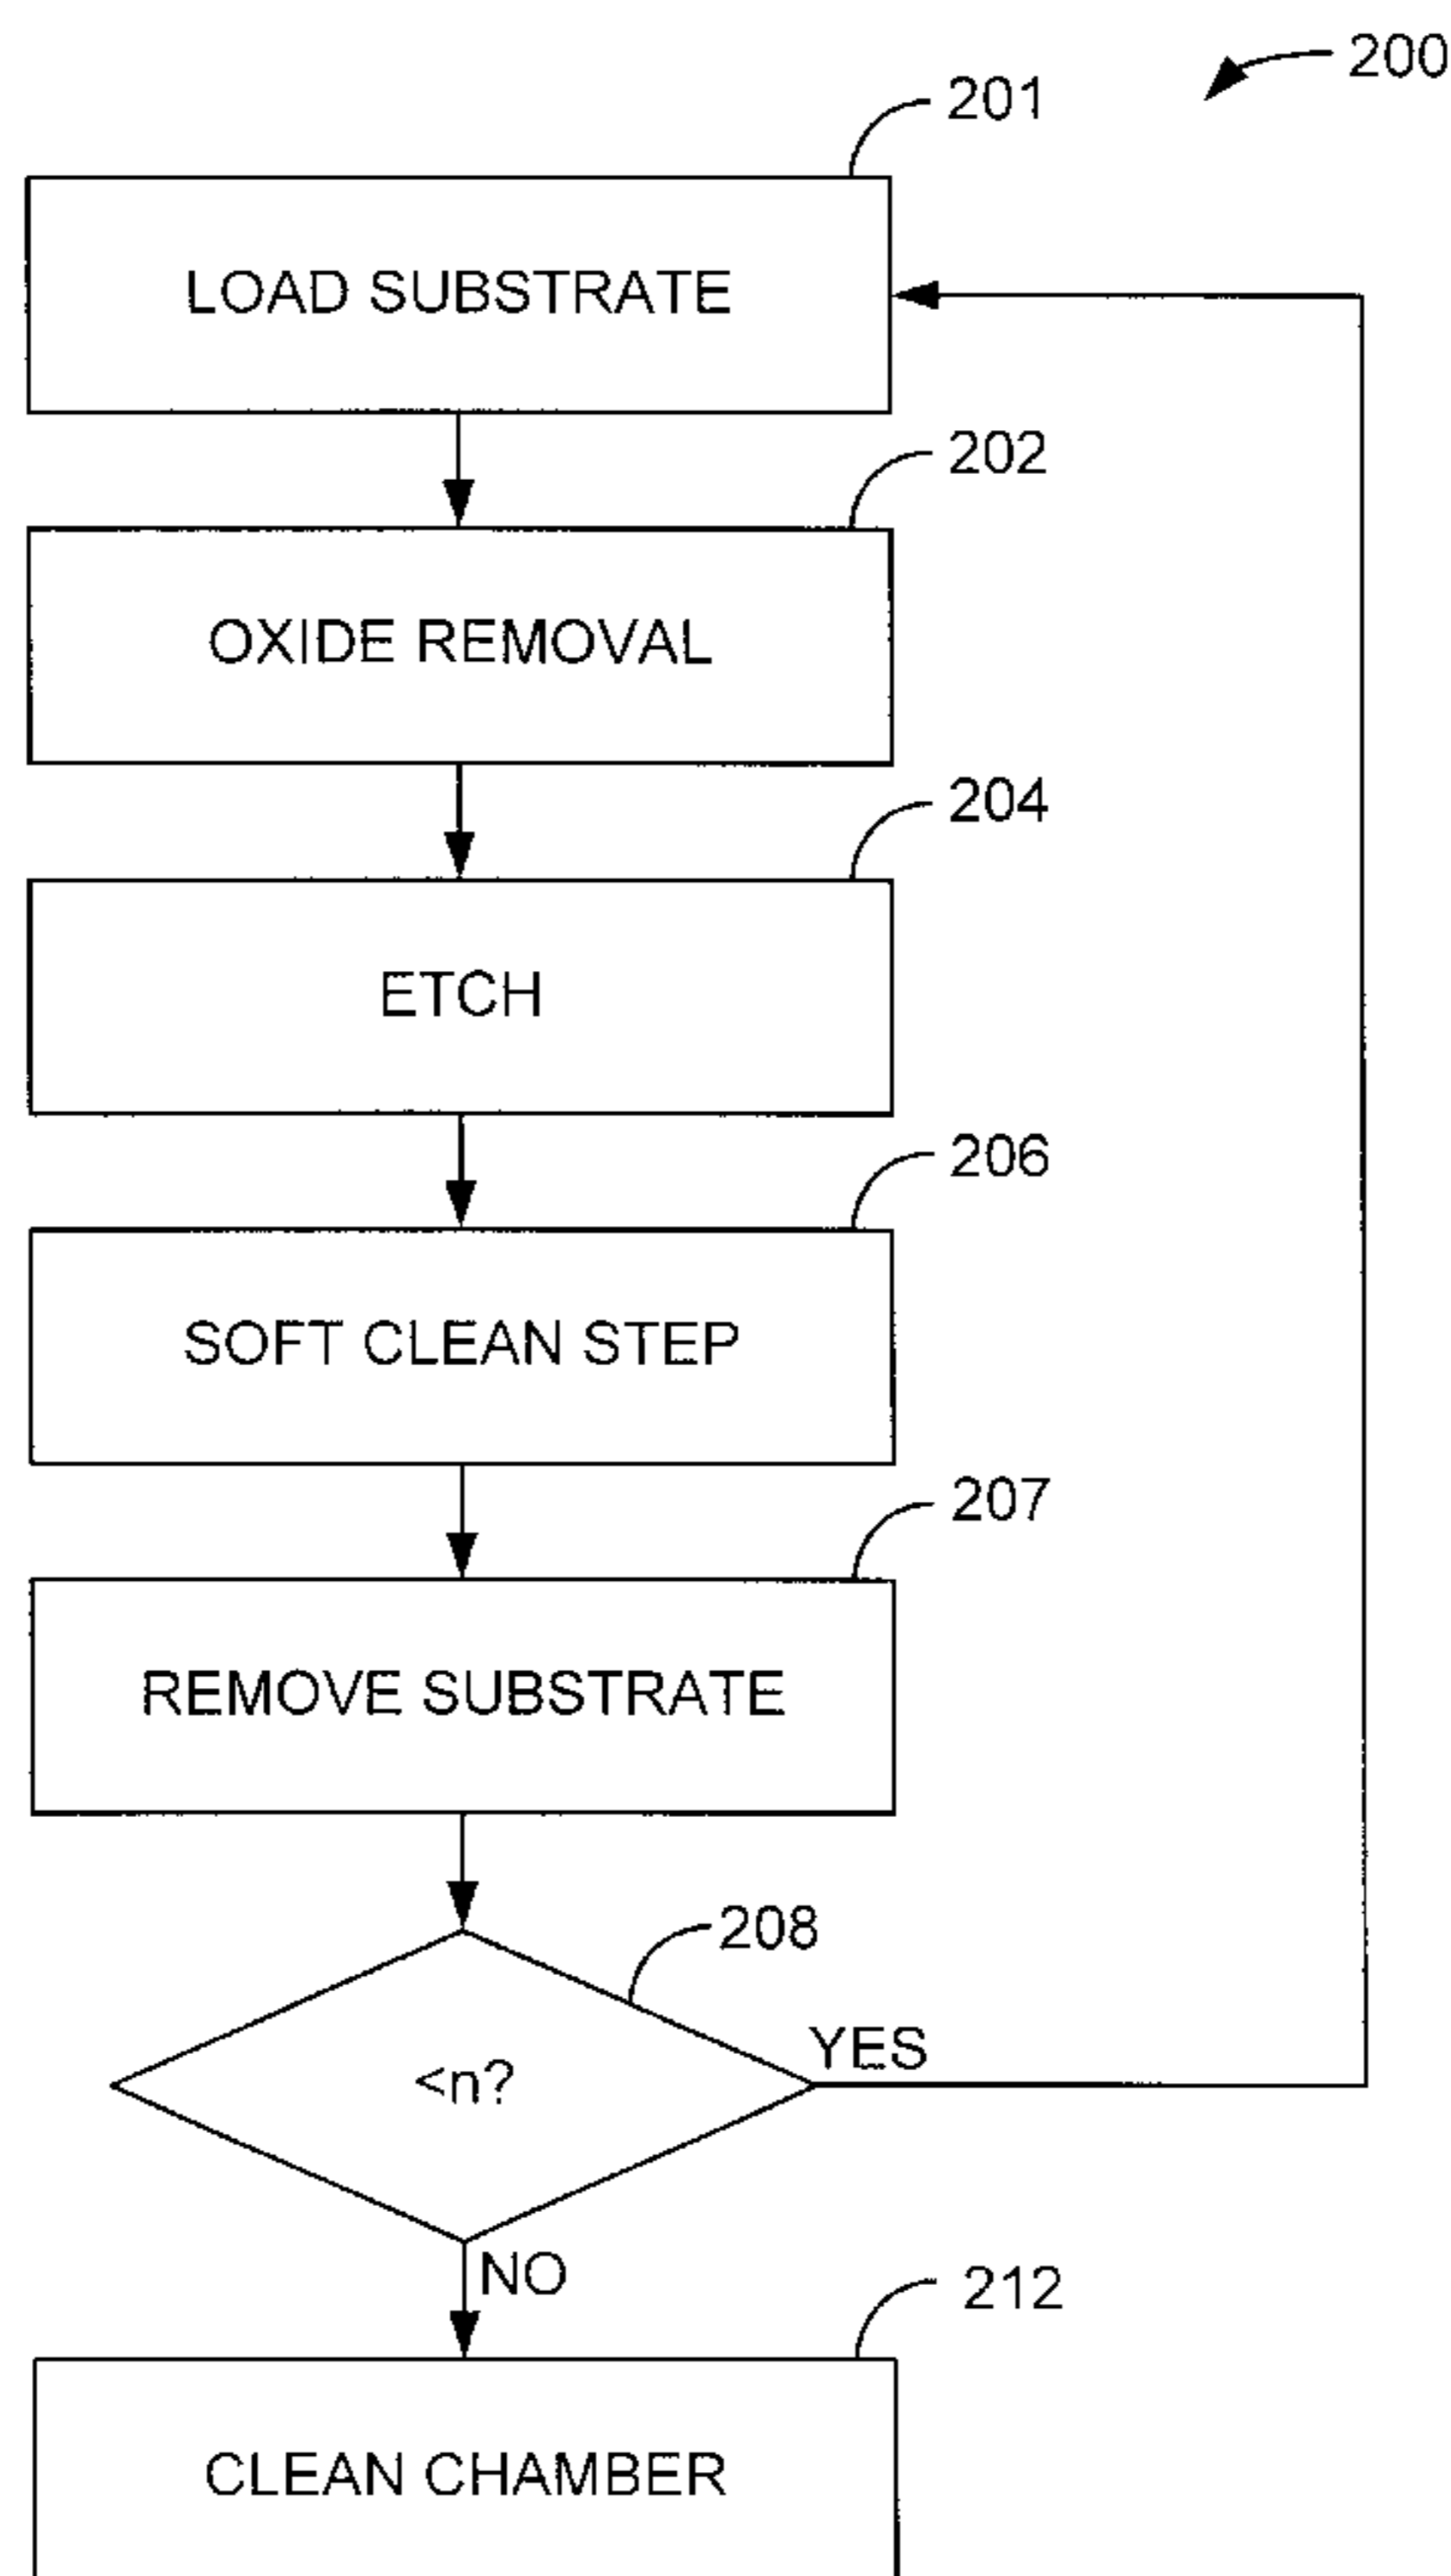 200
201
LOAD SUBSTRATE
202
OXIDE REMOVAL
204
ETCH
206
SOFT CLEAN STEP
207
REMOVE SUBSTRATE
208
<n?
YES
NO
212
CLEAN CHAMBER